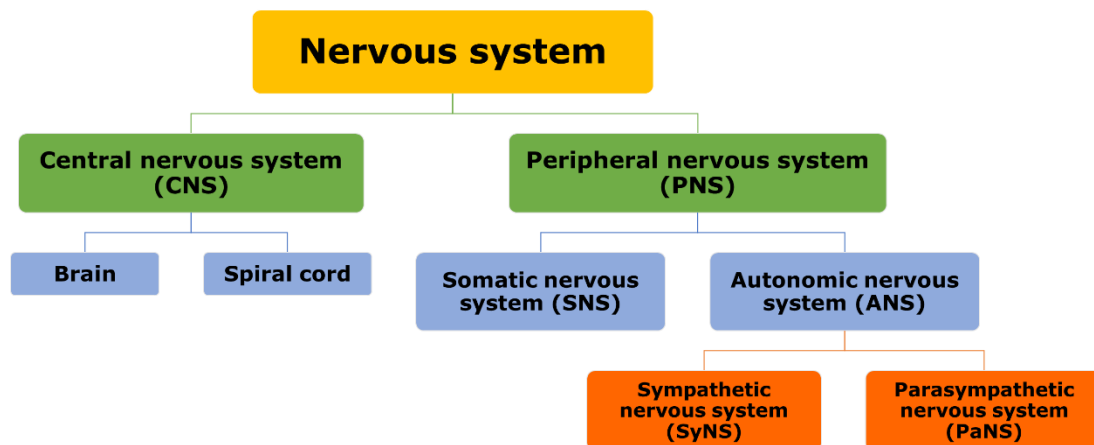 Nervous system
Central nervous system
(CNS)
Peripheral nervous system
(PNS)
Brain
Spiral cord
Somatic nervous
system (SNS)
Autonomic nervous
system (ANS)
Sympathetic
nervous system
(SyNS)
Parasympathetic
nervous system
(PaNS)